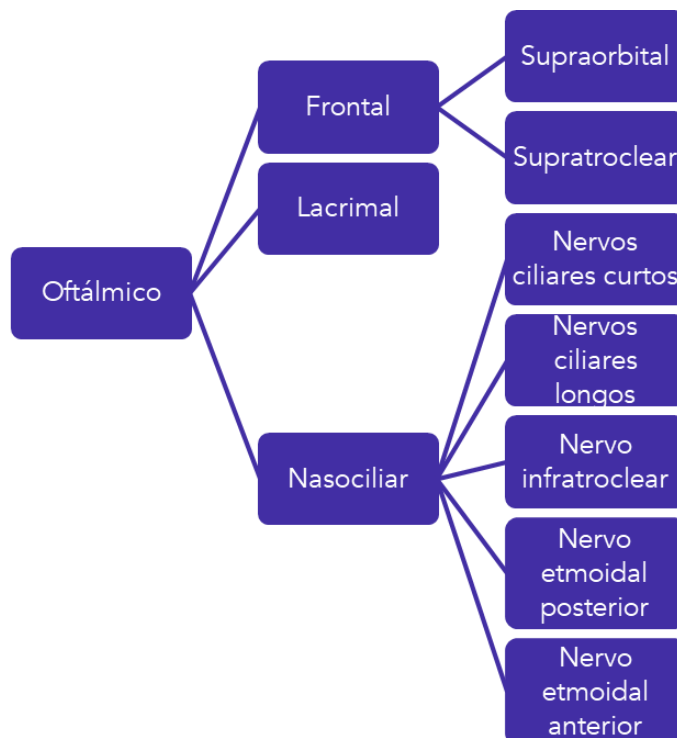 Oftálmico
Frontal
Lacrimal
Nasociliar
Supraorbital
Supratroclear
Nervos
ciliares curtos
Nervos
ciliares
longos
Nervo
infratroclear
Nervo
etmoidal
posterior
Nervo
etmoidal
anterior